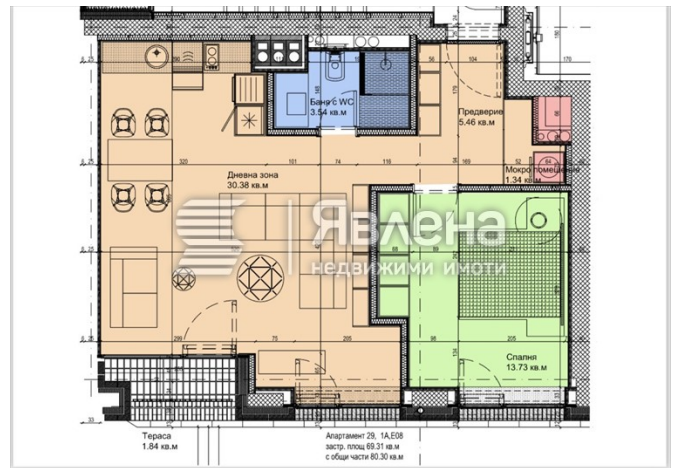 Баня с WC
3.54 кв.м
Предверие
5.46 кв.м
Дневна зона
30.38 кв.м
Мокро помещение
1.34 кв.м
Явлена
недвижими имоти
Спалня
13.73 кв.м
Тераса
1.84 кв.м
Апартамент 29, 1А,Е08
застр. площ 69.31 кв.м
с общи части 80.30 кв.м